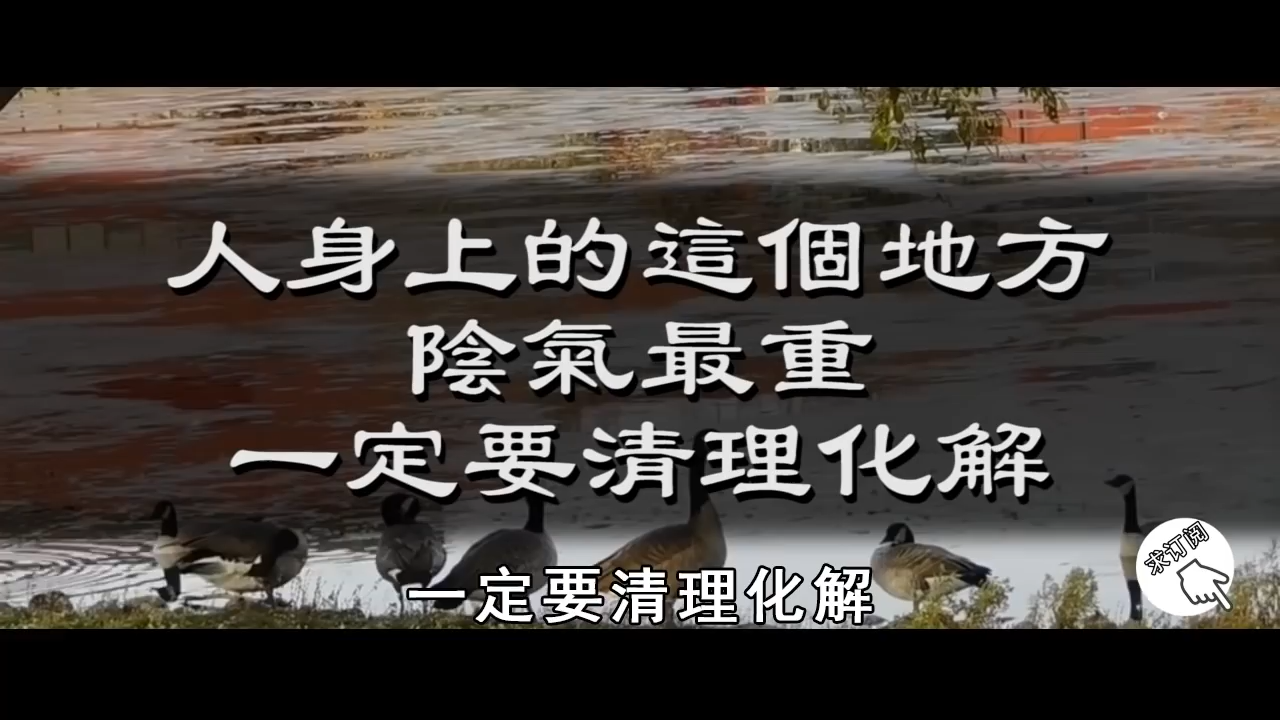 人身上的這個地方
陰氣最重
一定要清理化解
一定要清理化解
求订阅